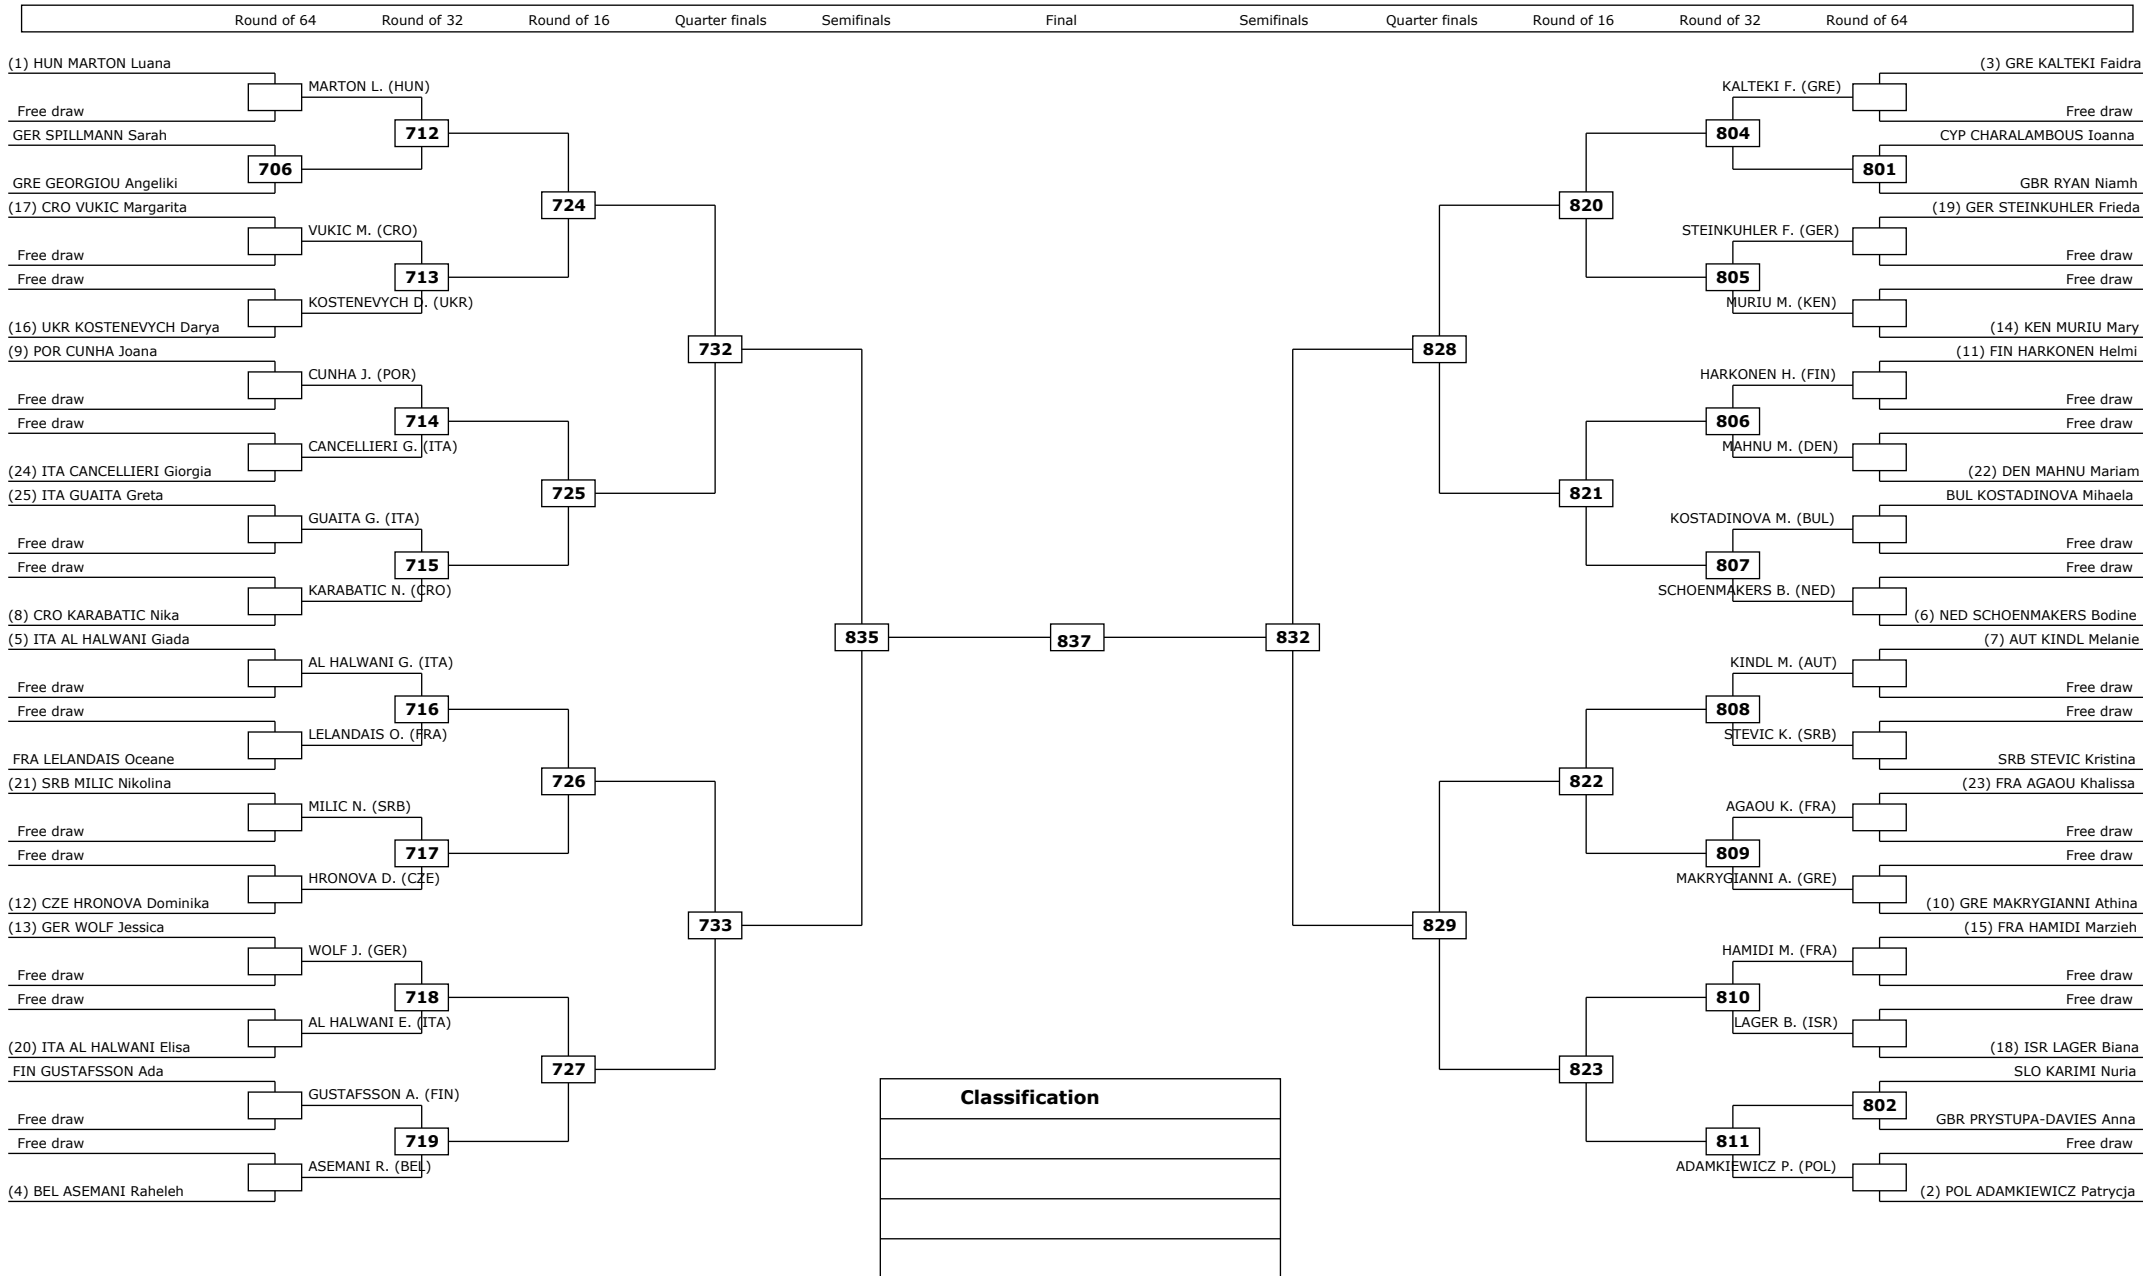 Round of 64 Round of 32 Round of 16 Quarter finals Semifinals Final Semifinals Quarter finals Round of 16 Round of 32 Round of 64
(1) HUN MARTON Luana
MARTON L. (HUN)
Free draw
712
GER SPILLMANN Sarah
706
GRE GEORGIOU Angeliki
724
(17) CRO VUKIC Margarita
VUKIC M. (CRO)
Free draw
713
Free draw
KOSTENEVYCH D. (UKR)
(16) UKR KOSTENEVYCH Darya
732
(9) POR CUNHA Joana
CUNHA J. (POR)
Free draw
714
Free draw
CANCELLIERI G. (ITA)
(24) ITA CANCELLIERI Giorgia
725
(25) ITA GUAITA Greta
GUAITA G. (ITA)
Free draw
715
Free draw
KARABATIC N. (CRO)
(8) CRO KARABATIC Nika
835
(5) ITA AL HALWANI Giada
AL HALWANI G. (ITA)
Free draw
716
Free draw
LELANDAIS O. (FRA)
FRA LELANDAIS Oceane
726
(21) SRB MILIC Nikolina
MILIC N. (SRB)
Free draw
717
Free draw
HRONOVA D. (CZE)
(12) CZE HRONOVA Dominika
733
(13) GER WOLF Jessica
WOLF J. (GER)
Free draw
718
Free draw
AL HALWANI E. (ITA)
(20) ITA AL HALWANI Elisa
727
FIN GUSTAFSSON Ada
GUSTAFSSON A. (FIN)
Free draw
719
Free draw
ASEMANI R. (BEL)
(4) BEL ASEMANI Raheleh
837
Classification
(3) GRE KALTEKI Faidra
KALTEKI F. (GRE)
Free draw
804
CYP CHARALAMBOUS Ioanna
801
GBR RYAN Niamh
820
(19) GER STEINKUHLER Frieda
STEINKUHLER F. (GER)
Free draw
805
Free draw
MURIU M. (KEN)
(14) KEN MURIU Mary
828
(11) FIN HARKONEN Helmi
HARKONEN H. (FIN)
Free draw
806
Free draw
MAHNU M. (DEN)
(22) DEN MAHNU Mariam
821
BUL KOSTADINOVA Mihaela
KOSTADINOVA M. (BUL)
Free draw
807
Free draw
SCHOENMAKERS B. (NED)
(6) NED SCHOENMAKERS Bodine
832
(7) AUT KINDL Melanie
KINDL M. (AUT)
Free draw
808
Free draw
STEVIC K. (SRB)
SRB STEVIC Kristina
822
(23) FRA AGAOU Khalissa
AGAOU K. (FRA)
Free draw
809
Free draw
MAKRYGIANNI A. (GRE)
(10) GRE MAKRYGIANNI Athina
829
(15) FRA HAMIDI Marzieh
HAMIDI M. (FRA)
Free draw
810
Free draw
LAGER B. (ISR)
(18) ISR LAGER Biana
823
SLO KARIMI Nuria
802
GBR PRYSTUPA-DAVIES Anna
811
Free draw
ADAMKIEWICZ P. (POL)
(2) POL ADAMKIEWICZ Patrycja